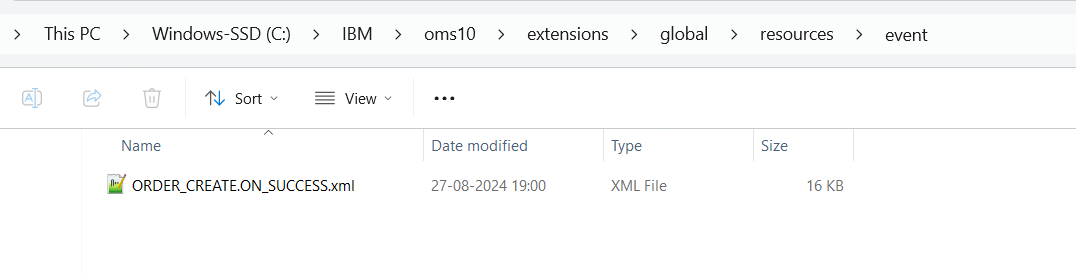 This PC > Windows-SSD (C:) > IBM > oms10 > extensions > global > resources > event
Sort View
Name Date modified Type Size
ORDER_CREATE.ON_SUCCESS.xml 27-08-2024 19:00 XML File 16 KB